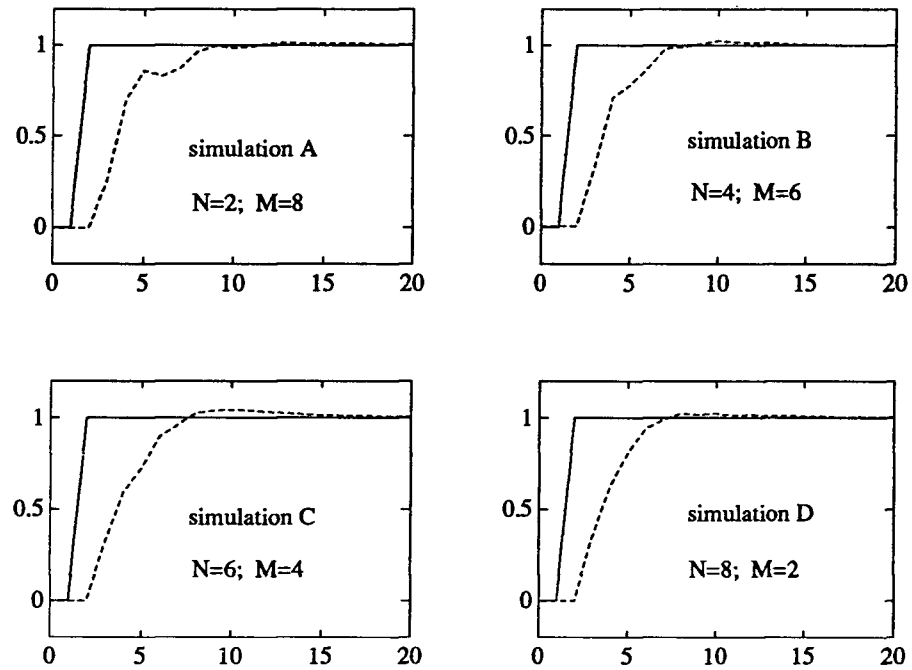 1
0.5
0
simulation A
N=2; M=8
0 5 10 15 20
1
0.5
0
simulation B
N=4; M=6
0 5 10 15 20
1
0.5
0
simulation C
N=6; M=4
0 5 10 15 20
1
0.5
0
simulation D
N=8; M=2
0 5 10 15 20